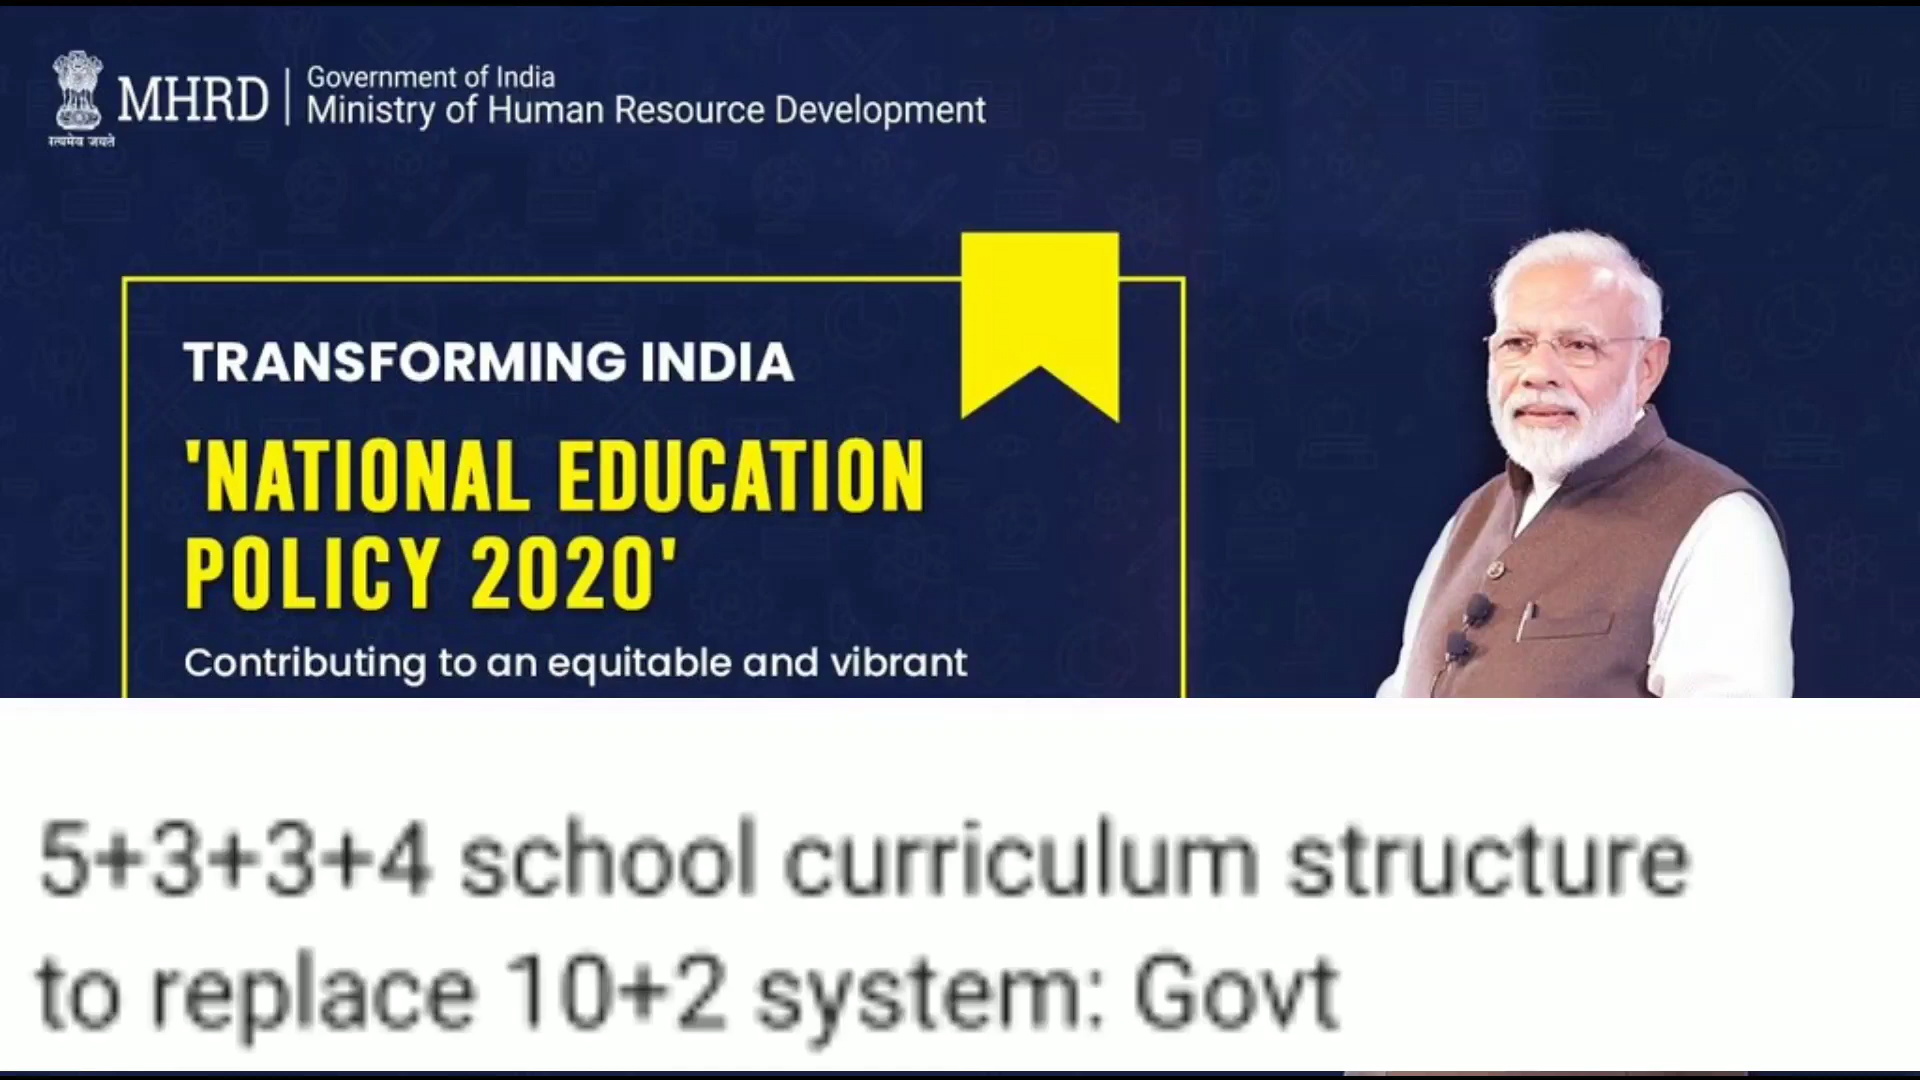 सत्यमेव जयते
MHRD
Government of India
Ministry of Human Resource Development
TRANSFORMING INDIA
'NATIONAL EDUCATION
POLICY 2020'
Contributing to an equitable and vibrant
5+3+3+4 school curriculum structure
to replace 10+2 system: Govt